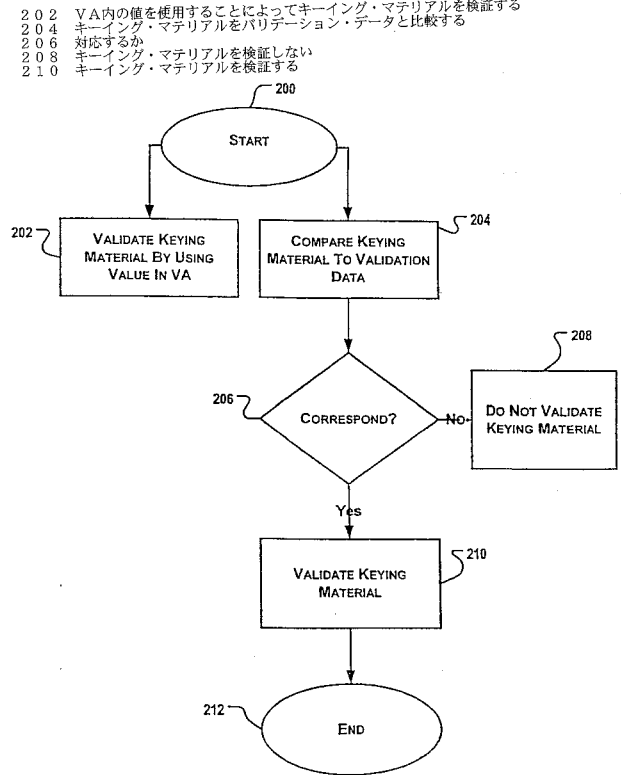 202 VA内の値を使用することによってキーイング・マテリアルを検証する
204 キーイング・マテリアルをバリデーション・データと比較する
206 対応するか
208 キーイング・マテリアルを検証しない
210 キーイング・マテリアルを検証する
200
START
202
VALIDATE KEYING
MATERIAL BY USING
VALUE IN VA
204
COMPARE KEYING
MATERIAL TO VALIDATION
DATA
206
CORRESPOND?
No
208
DO NOT VALIDATE
KEYING MATERIAL
Yes
210
VALIDATE KEYING
MATERIAL
212
END